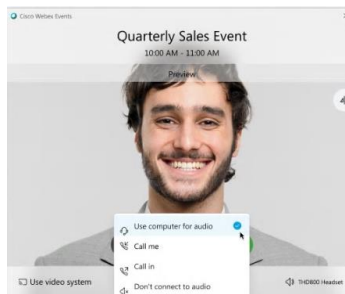 Cisco Webex Events
Quarterly Sales Event
10:00 AM - 11:00 AM
Preview
Use computer for audio
Call me
Call in
Don't connect to audio
Use video system
THD800 Headset